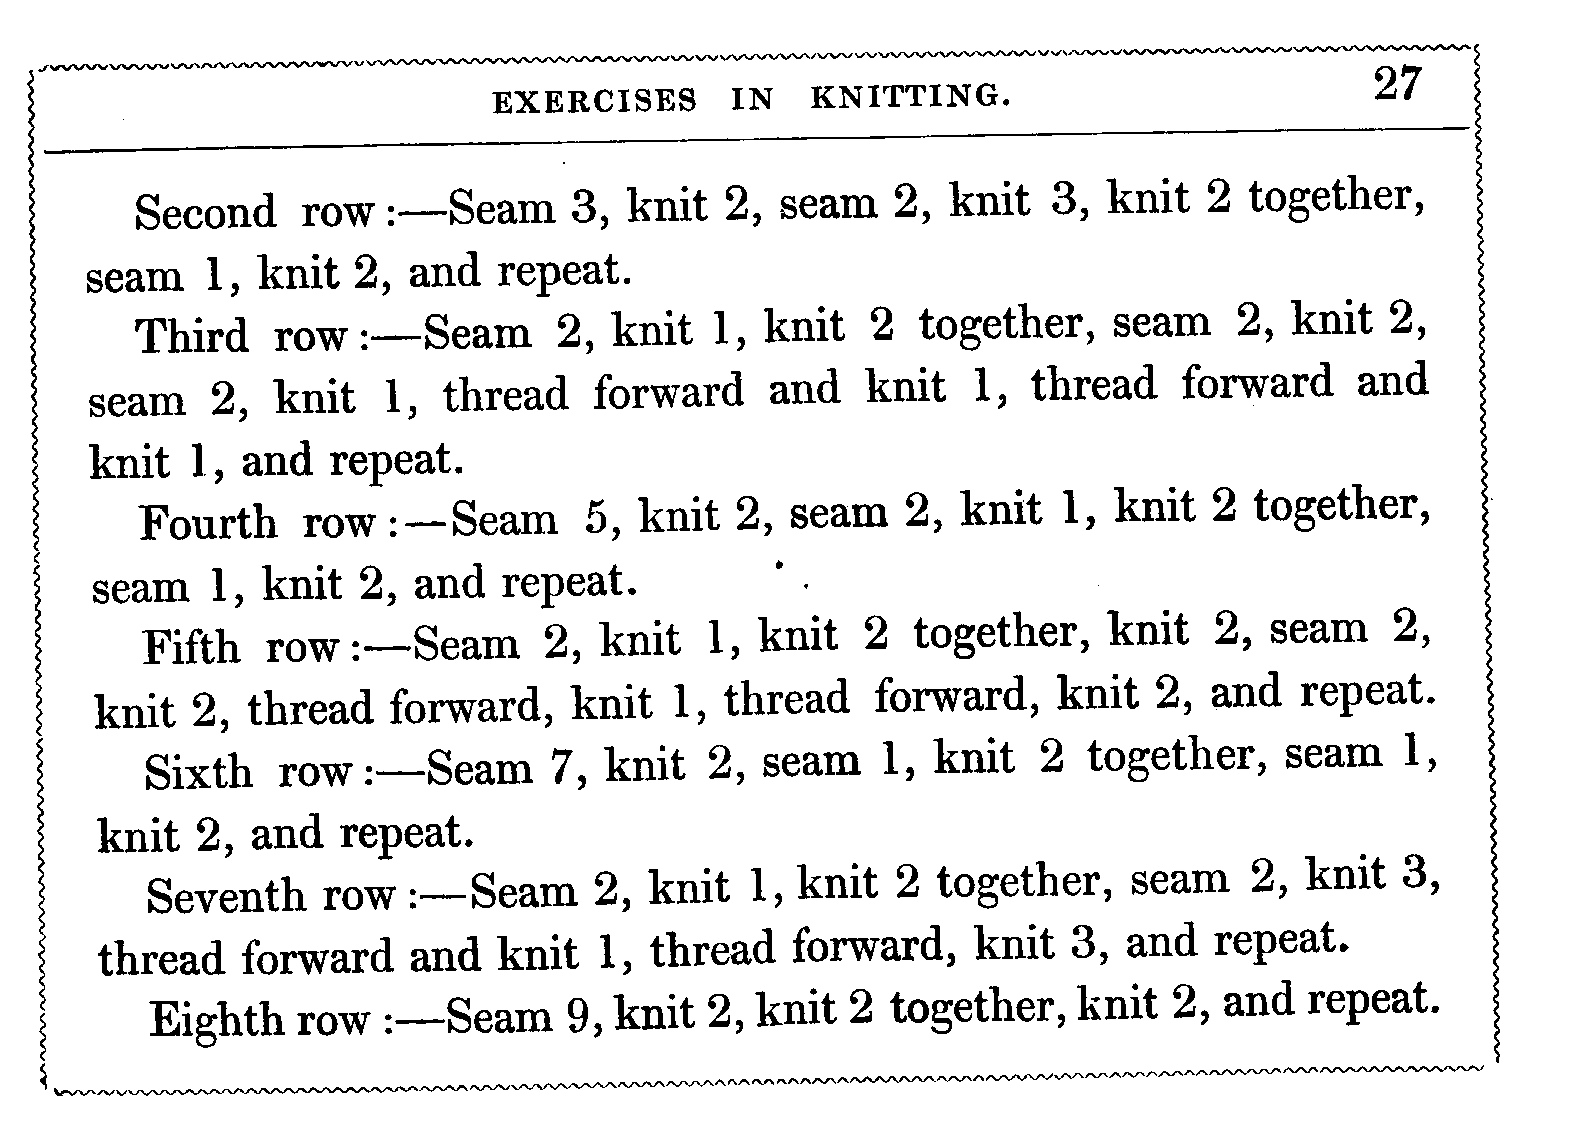 EXERCISES IN KNITTING. 27
Second row:—Seam 3, knit 2, seam 2, knit 3, knit 2 together,
seam 1, knit 2, and repeat.
Third row:—Seam 2, knit 1, knit 2 together, seam 2, knit 2,
seam 2, knit 1, thread forward and knit 1, thread forward and
knit 1, and repeat.
Fourth row:—Seam 5, knit 2, seam 2, knit 1, knit 2 together,
seam 1, knit 2, and repeat.
Fifth row:—Seam 2, knit 1, knit 2 together, knit 2, seam 2,
knit 2, thread forward, knit 1, thread forward, knit 2, and repeat.
Sixth row:—Seam 7, knit 2, seam 1, knit 2 together, seam 1,
knit 2, and repeat.
Seventh row:—Seam 2, knit 1, knit 2 together, seam 2, knit 3,
thread forward and knit 1, thread forward, knit 3, and repeat.
Eighth row:—Seam 9, knit 2, knit 2 together, knit 2, and repeat.